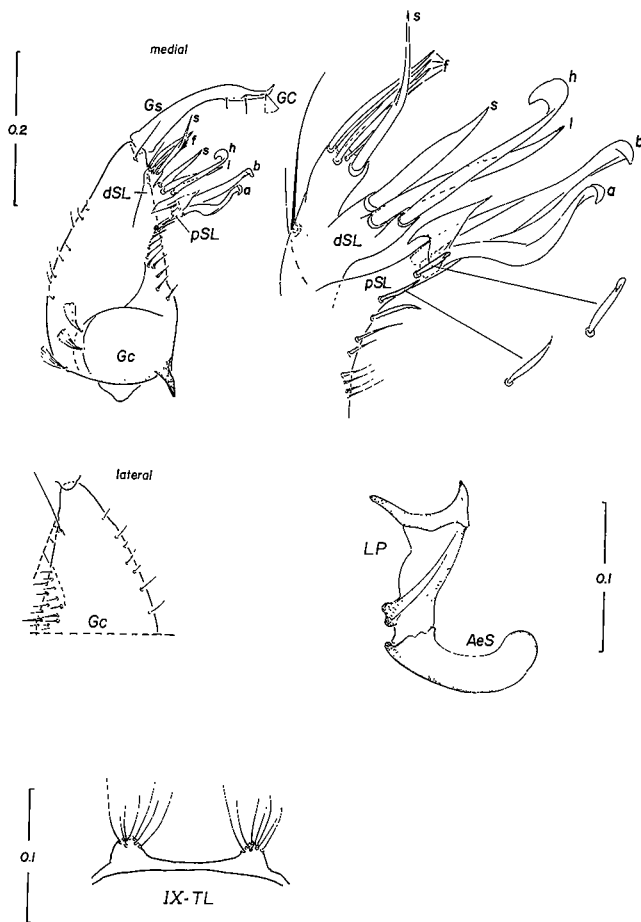 medial
0.2
Gs
GC
s
f
s
h
l
b
a
dSL
pSL
Gc
s
f
h
s
l
b
a
dSL
pSL
lateral
Gc
LP
AeS
0.1
0.1
IX-TL